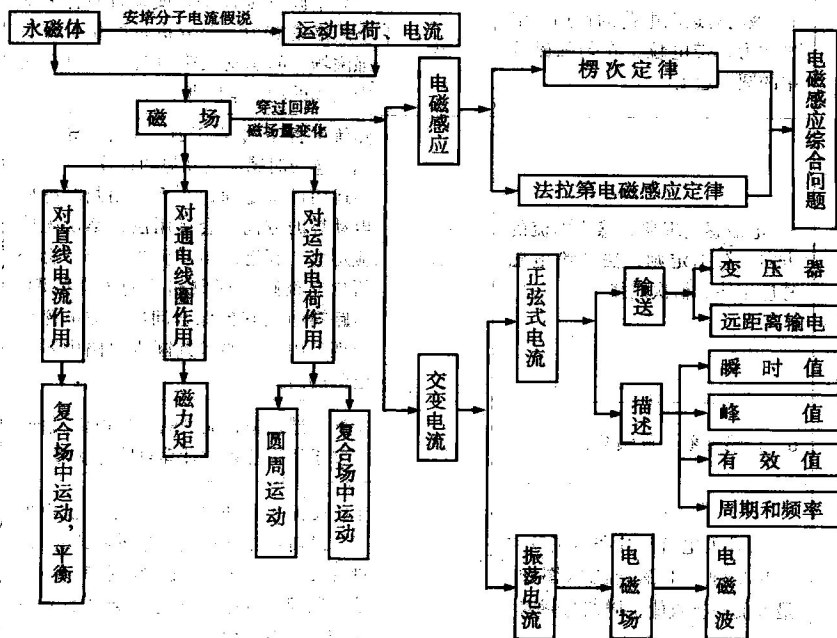 永磁体
安培分子电流假说
运动电荷、电流
磁场
穿过回路
磁场量变化
对直线电流作用
对通电线圈作用
对运动电荷作用
复合场中运动，平衡
磁力矩
圆周运动
复合场中运动
电磁感应
楞次定律
法拉第电磁感应定律
电磁感应综合问题
交变电流
正弦式电流
输送
变压器
远距离输电
描述
瞬时值
峰值
有效值
周期和频率
振荡电流
电磁场
电磁波